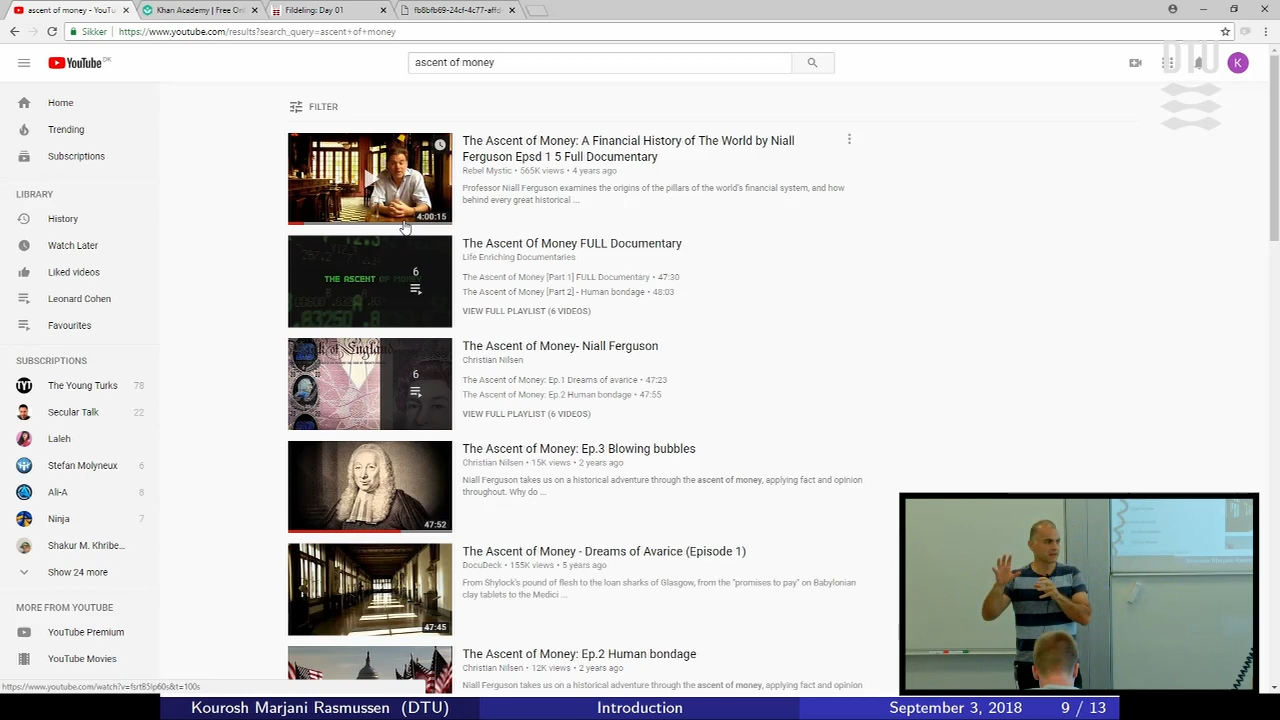 ascent of money - YouTu
Khan Academy | Free Onl
Fildeling: Day 01
fb8bfb69-24cf-4c77-affd
Sikker
https://www.youtube.com/results?search_query=ascent+of+money
YouTube DK
ascent of money
DTU
K
Home
Trending
Subscriptions
LIBRARY
History
Watch Later
Liked videos
Leonard Cohen
Favourites
SUBSCRIPTIONS
The Young Turks 78
Secular Talk 22
Laleh
Stefan Molyneux 6
Ali-A 8
Ninja 7
Shakur M. Khribe...
Show 24 more
MORE FROM YOUTUBE
YouTube Premium
YouTube Movies
FILTER
4:00:15
The Ascent of Money: A Financial History of The World by Niall
Ferguson Epsd 1 5 Full Documentary
Rebel Mystic • 565K views • 4 years ago
Professor Niall Ferguson examines the origins of the pillars of the world's financial system, and how
behind every great historical ...
THE ASCENT OF MONEY
6
The Ascent Of Money FULL Documentary
Life Enriching Documentaries
The Ascent of Money [Part 1] FULL Documentary • 47:30
The Ascent of Money [Part 2] - Human bondage • 48:03
VIEW FULL PLAYLIST (6 VIDEOS)
6
The Ascent of Money- Niall Ferguson
Christian Nilsen
The Ascent of Money: Ep.1 Dreams of avarice • 47:23
The Ascent of Money: Ep.2 Human bondage • 47:55
VIEW FULL PLAYLIST (6 VIDEOS)
47:52
The Ascent of Money: Ep.3 Blowing bubbles
Christian Nilsen • 15K views • 2 years ago
Niall Ferguson takes us on a historical adventure through the ascent of money, applying fact and opinion
throughout. Why do ...
47:45
The Ascent of Money - Dreams of Avarice (Episode 1)
DocuDeck • 155K views • 5 years ago
From Shylock's pound of flesh to the loan sharks of Glasgow, from the "promises to pay" on Babylonian
clay tablets to the Medici ...
The Ascent of Money: Ep.2 Human bondage
Christian Nilsen • 12K views • 2 years ago
Niall Ferguson takes us on a historical adventure through the ascent of money, applying fact and opinion
https://www.youtube.com/watch?v=fsrtB5Ip60s&t=100s
Kourosh Marjani Rasmussen (DTU)
Introduction
September 3, 2018
9 / 13